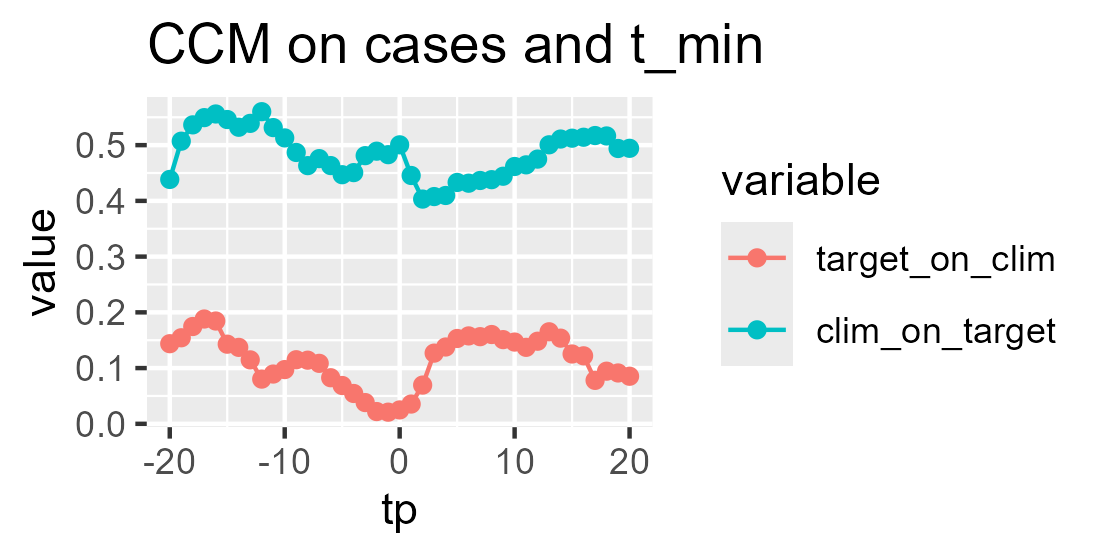 CCM on cases and t_min
value
0.5
0.4
0.3
0.2
0.1
0.0
-20 -10 0 10 20
tp
variable
target_on_clim
clim_on_target